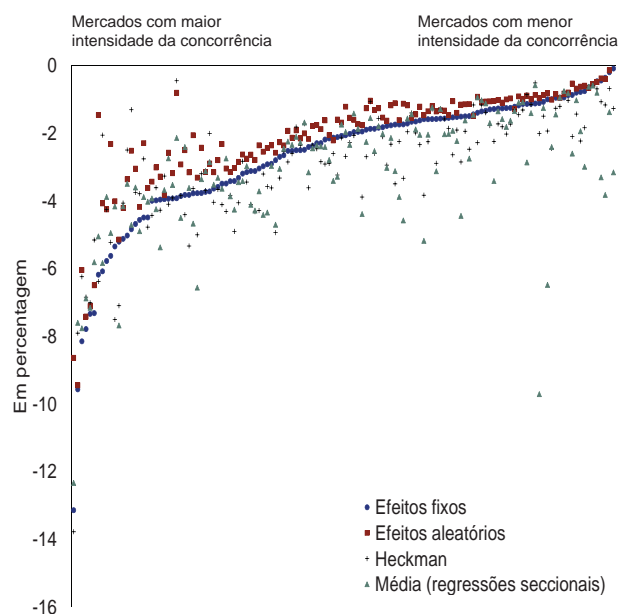 Mercados com maior
intensidade da concorrência
Mercados com menor
intensidade da concorrência
0
-2
-4
-6
-8
-10
-12
-14
-16
Em percentagem
Efeitos fixos
Efeitos aleatórios
Heckman
Média (regressões seccionais)